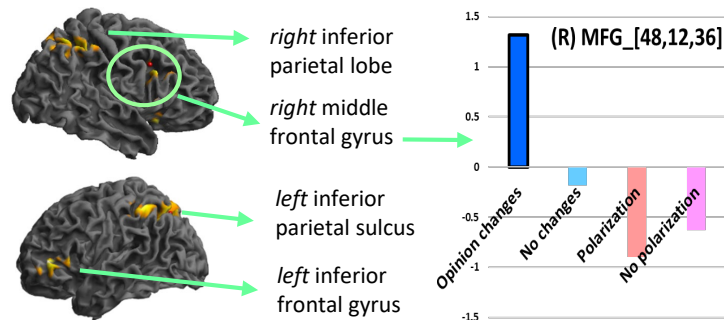 right inferior
parietal lobe
right middle
frontal gyrus
left inferior
parietal sulcus
left inferior
frontal gyrus
(R) MFG_[48,12,36]
1.5
1
0.5
0
-0.5
-1
-1.5
Opinion changes
No changes
Polarization
No polarization